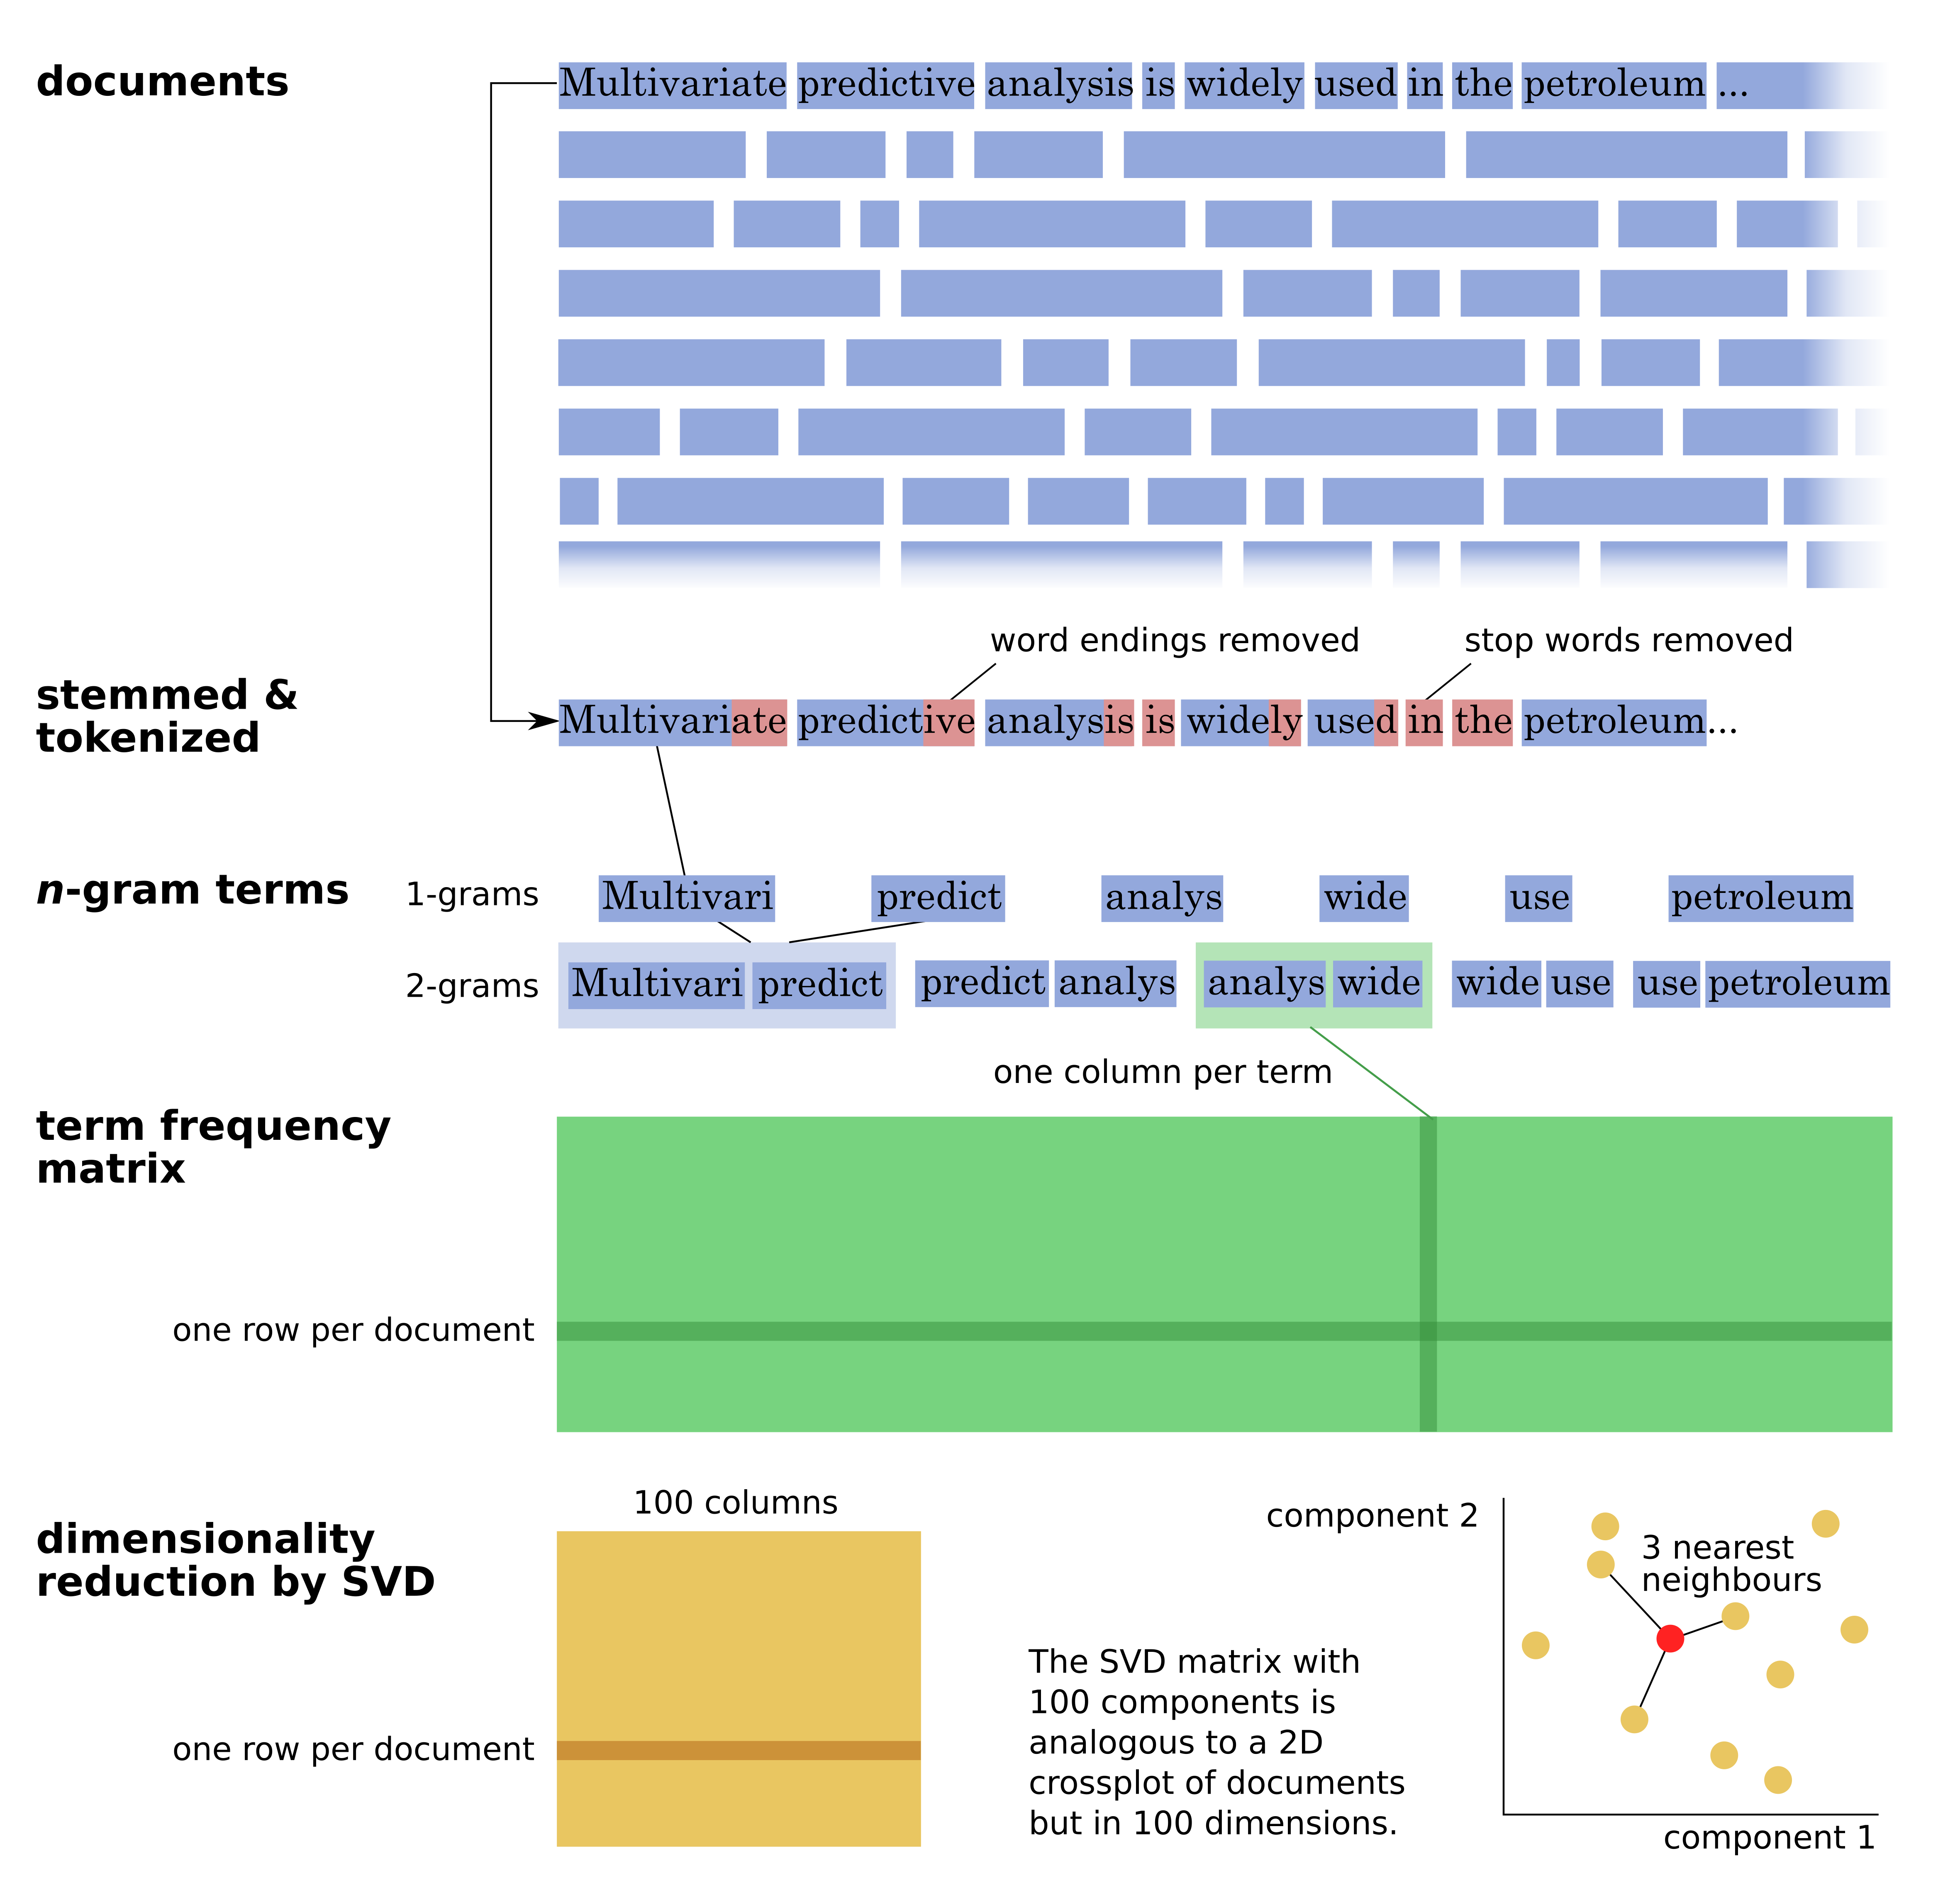 documents
Multivariate predictive analysis is widely used in the petroleum ...
word endings removed
stop words removed
stemmed &
tokenized
Multivariate predictive analysis is widely used in the petroleum...
n-gram terms
1-grams
Multivari predict analys wide use petroleum
2-grams
Multivari predict predict analys analys wide wide use use petroleum
one column per term
term frequency
matrix
one row per document
100 columns
dimensionality
reduction by SVD
one row per document
The SVD matrix with
100 components is
analogous to a 2D
crossplot of documents
but in 100 dimensions.
component 2
3 nearest
neighbours
component 1